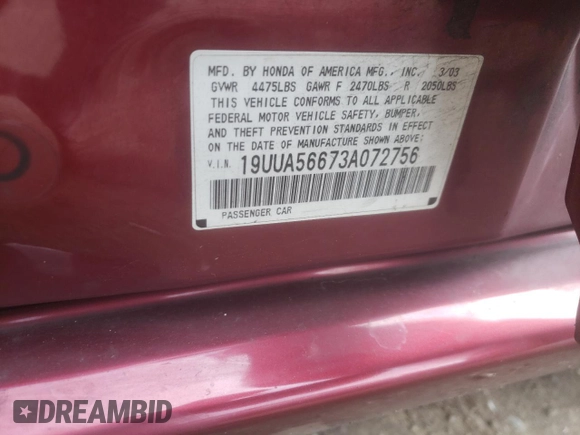 MFD. BY HONDA OF AMERICA MFG., INC. 3/03
GVWR 4475LBS GAWR F 2470LBS R 2050LBS
THIS VEHICLE CONFORMS TO ALL APPLICABLE
FEDERAL MOTOR VEHICLE SAFETY, BUMPER,
AND THEFT PREVENTION STANDARDS IN EFFECT
ON THE DATE OF MANUFACTURE SHOWN ABOVE:
V.I.N. 19UUA56673A072756
PASSENGER CAR
DREAMBID